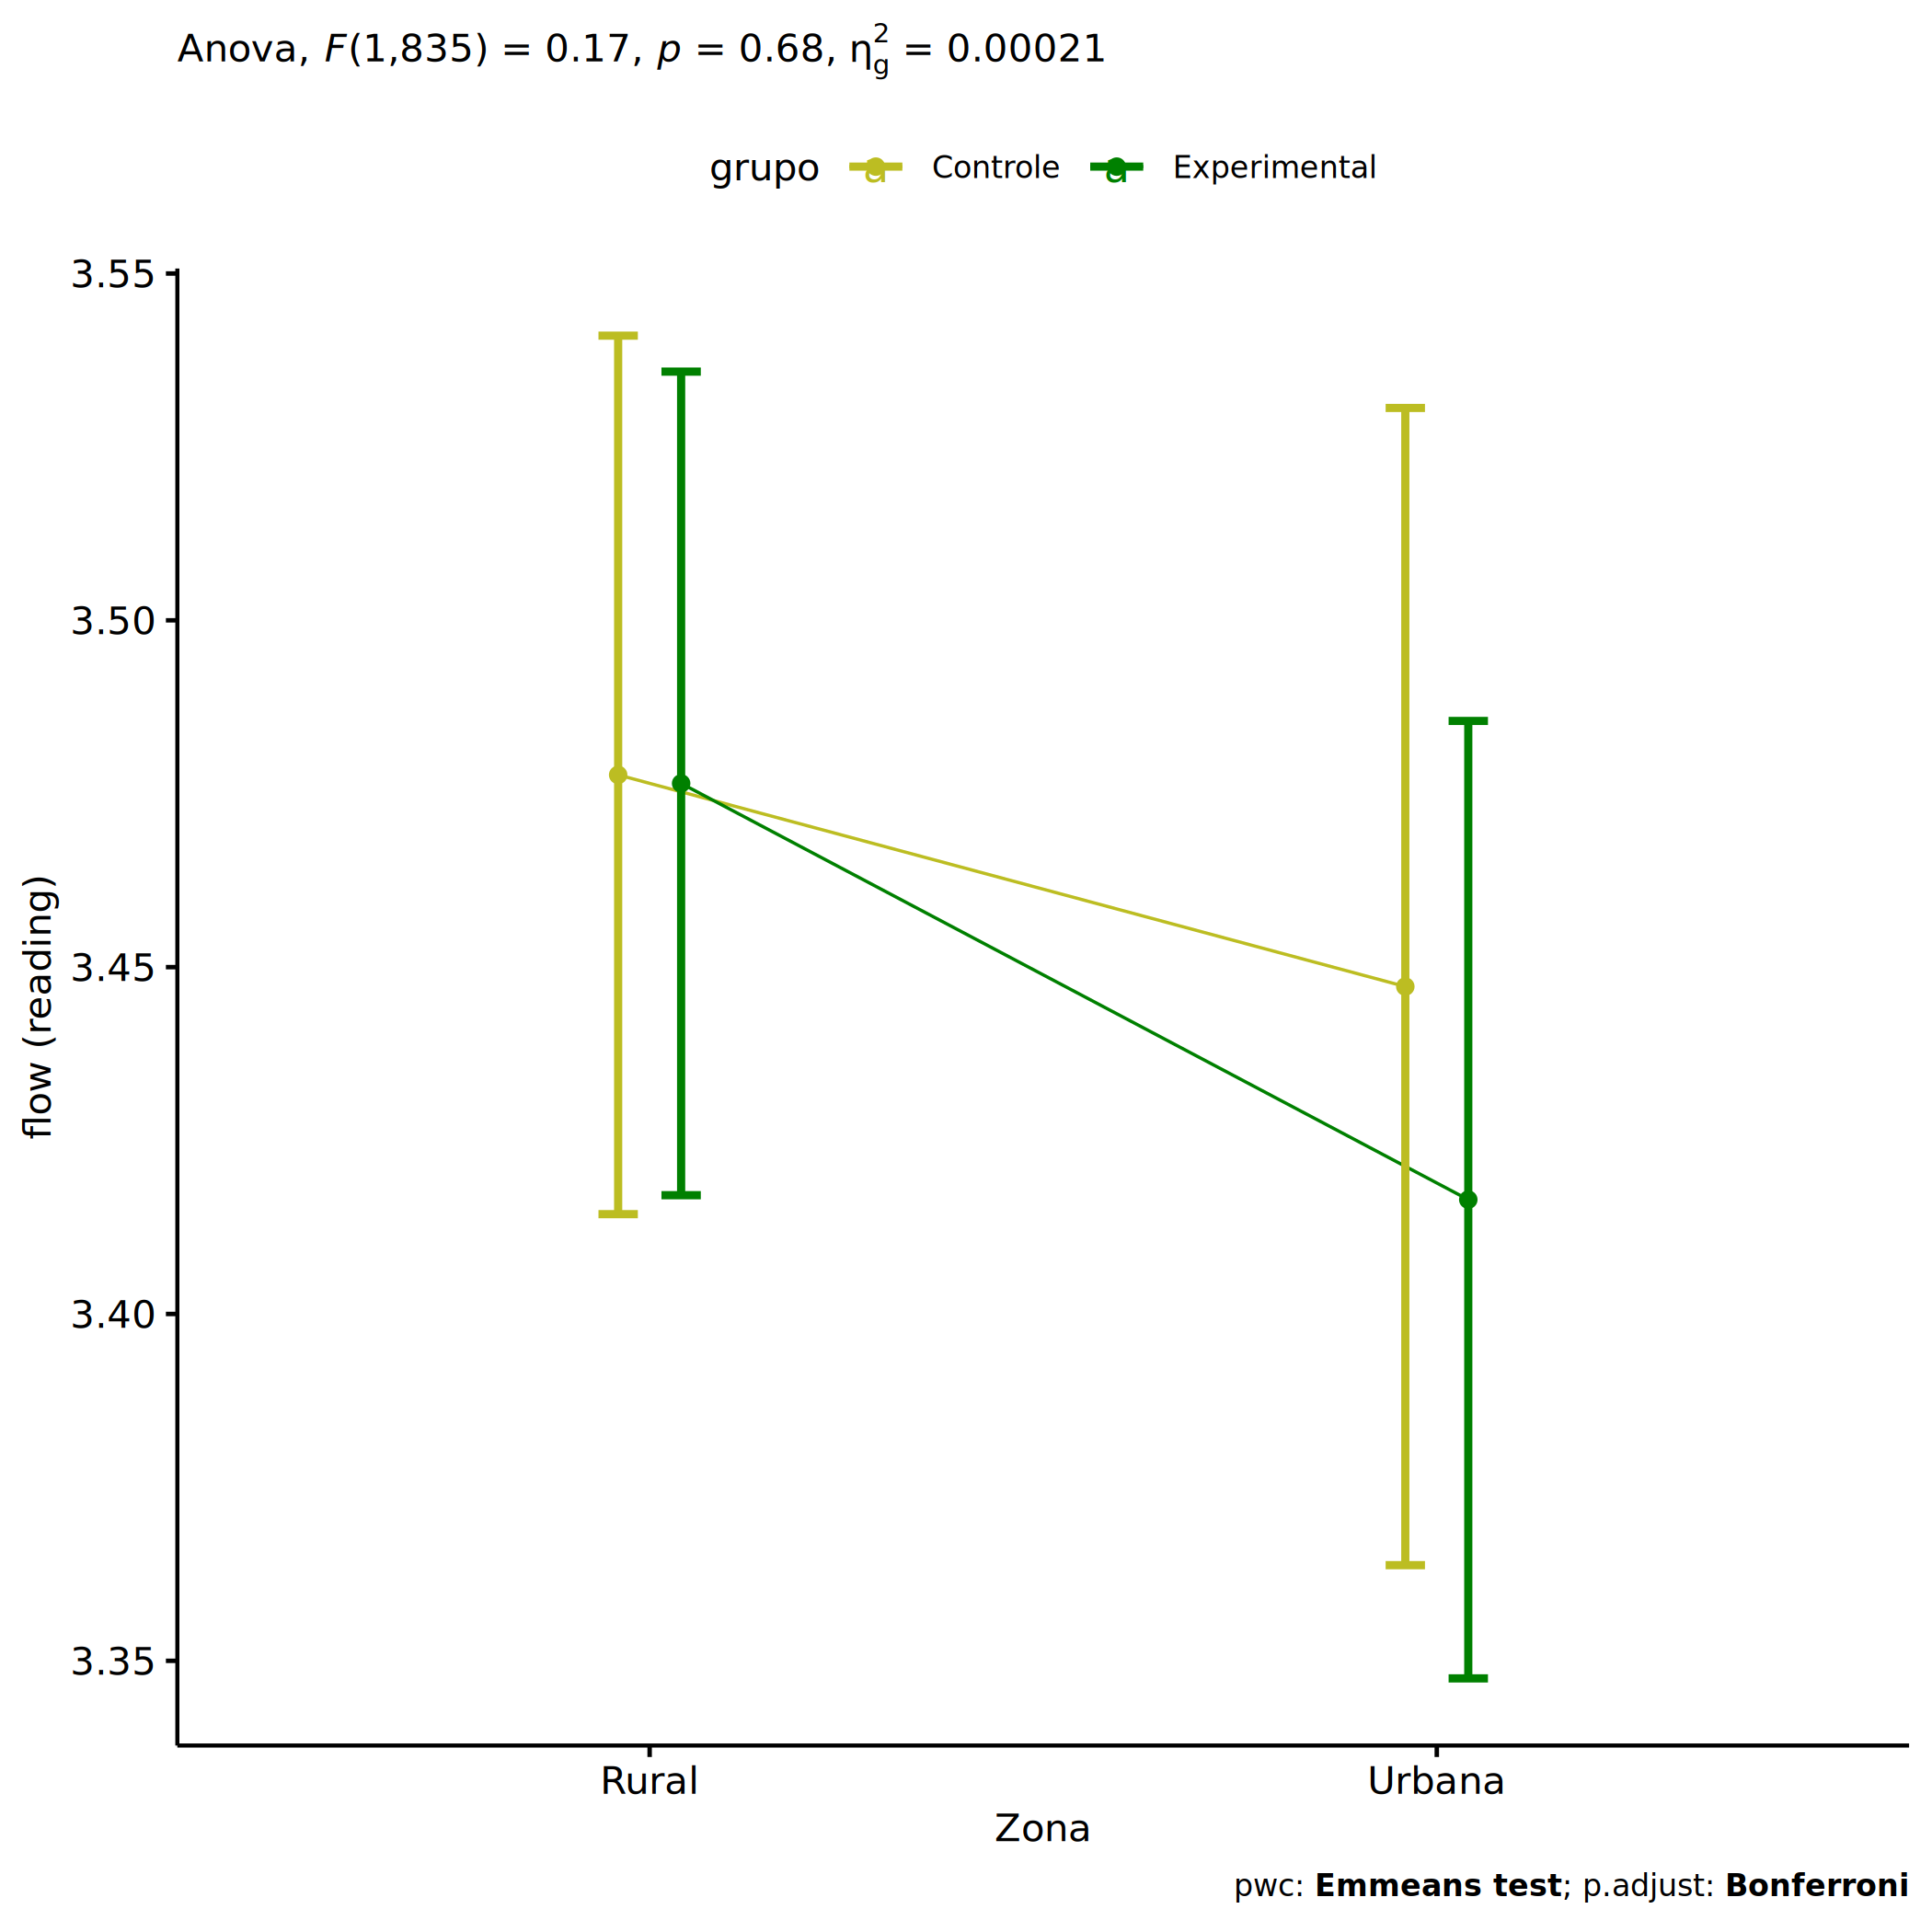 Anova, F(1,835) = 0.17, p = 0.68, η²g = 0.00021
grupo a Controle a Experimental
3.55
3.50
3.45
3.40
3.35
flow (reading)
Rural Urbana
Zona
pwc: Emmeans test; p.adjust: Bonferroni